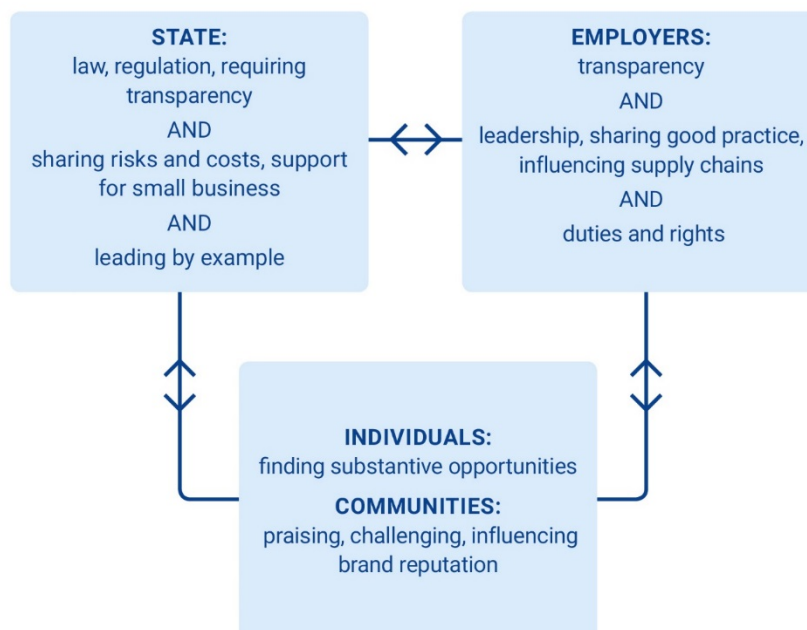 STATE:
law, regulation, requiring
transparency
AND
sharing risks and costs, support
for small business
AND
leading by example
EMPLOYERS:
transparency
AND
leadership, sharing good practice,
influencing supply chains
AND
duties and rights
INDIVIDUALS:
finding substantive opportunities
COMMUNITIES:
praising, challenging, influencing
brand reputation